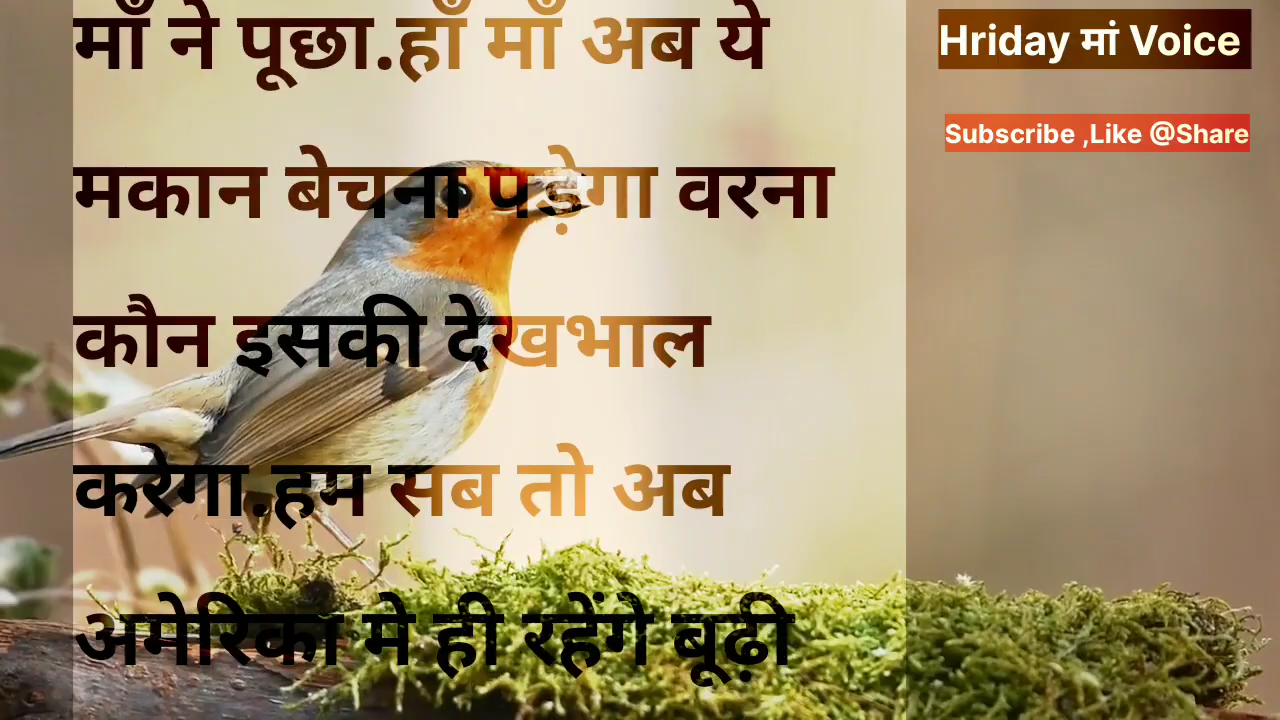 माँ ने पूछा.हाँ माँ अब ये
मकान बेचना पड़ेगा वरना
कौन इसकी देखभाल
करेगा.हम सब तो अब
अमेरिका मे ही रहेंगै बूढ़ी
Hriday मां Voice
Subscribe ,Like @Share